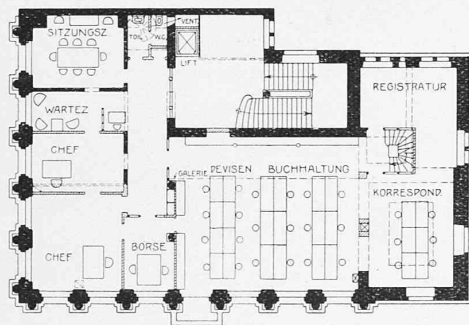 SITZUNGSZ.
TOIL.
W.C.
VENT.
LIFT
WARTEZ.
REGISTRATUR
CHEF
GALERIE
DEVISEN
BUCHHALTUNG
KORRESPOND.
CHEF
BÖRSE